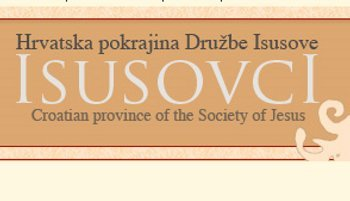 Hrvatska pokrajina Družbe Isusove
ISUSOVCI
Croatian province of the Society of Jesus